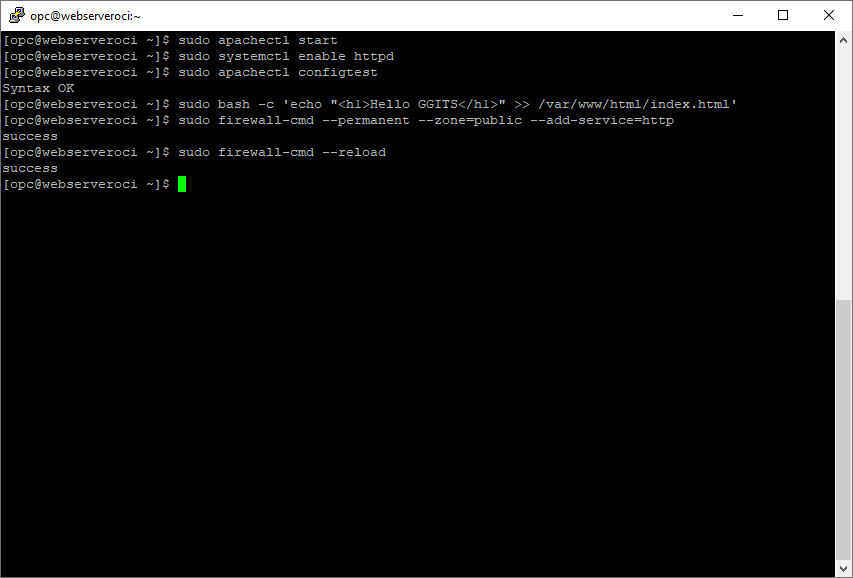 opc@webserveroci:~
[opc@webserveroci ~]$ sudo apachectl start
[opc@webserveroci ~]$ sudo systemctl enable httpd
[opc@webserveroci ~]$ sudo apachectl configtest
Syntax OK
[opc@webserveroci ~]$ sudo bash -c 'echo "<h1>Hello GGITS</h1>" >> /var/www/html/index.html'
[opc@webserveroci ~]$ sudo firewall-cmd --permanent --zone=public --add-service=http
success
[opc@webserveroci ~]$ sudo firewall-cmd --reload
success
[opc@webserveroci ~]$